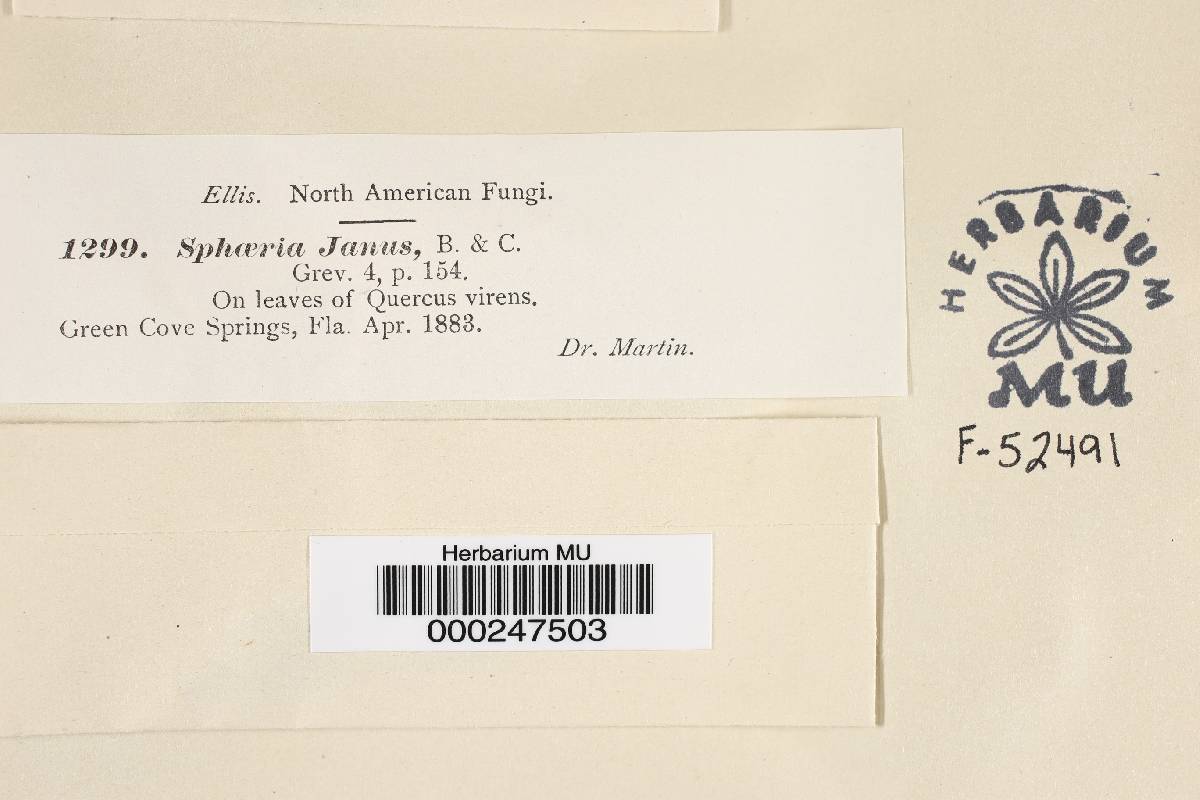 Ellis. North American Fungi.
1299. Sphæria Janus, B. & C.
Grev. 4, p. 154.
On leaves of Quercus virens.
Green Cove Springs, Fla. Apr. 1883.
Dr. Martin.
HERBARIUM
MU
F-52491
Herbarium MU
000247503